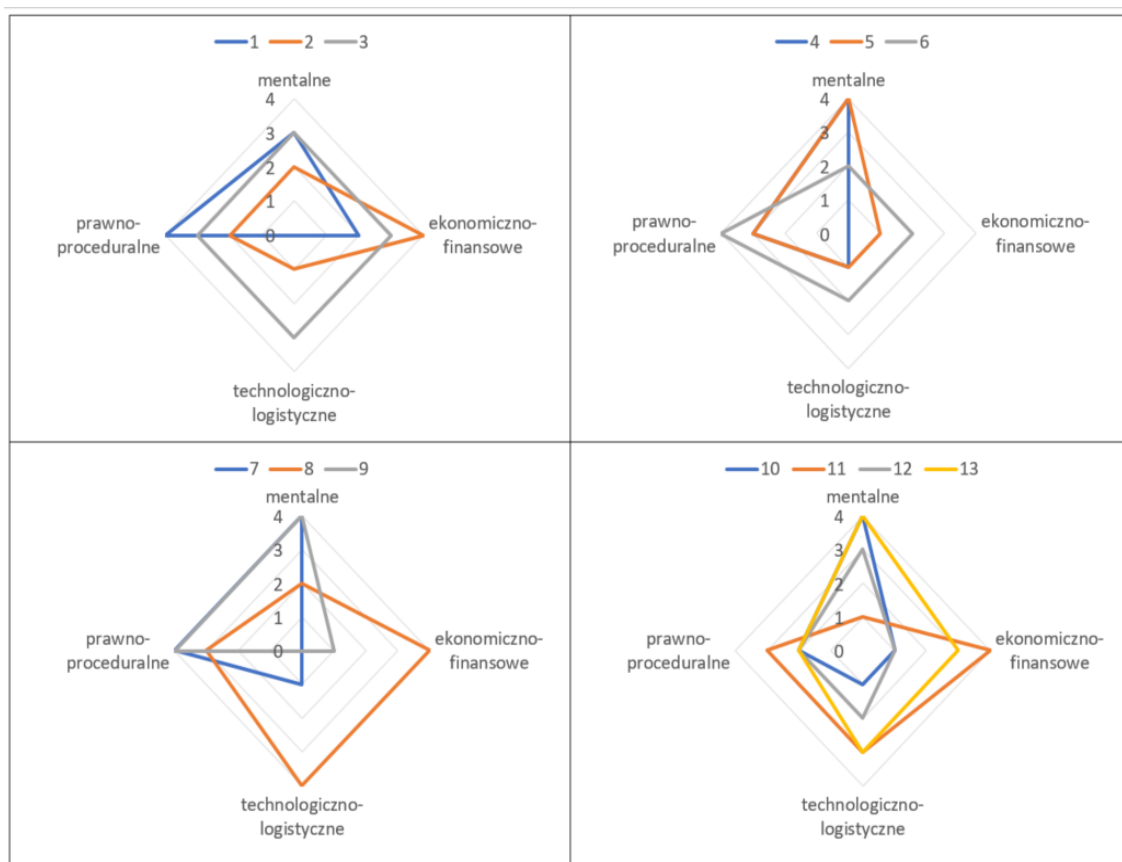 1 2 3
mentalne
4
3
2
1
0
prawno-
proceduralne
ekonomiczno-
finansowe
technologiczno-
logistyczne
4 5 6
mentalne
4
3
2
1
0
prawno-
proceduralne
ekonomiczno-
finansowe
technologiczno-
logistyczne
7 8 9
mentalne
4
3
2
1
0
prawno-
proceduralne
ekonomiczno-
finansowe
technologiczno-
logistyczne
10 11 12 13
mentalne
4
3
2
1
0
prawno-
proceduralne
ekonomiczno-
finansowe
technologiczno-
logistyczne